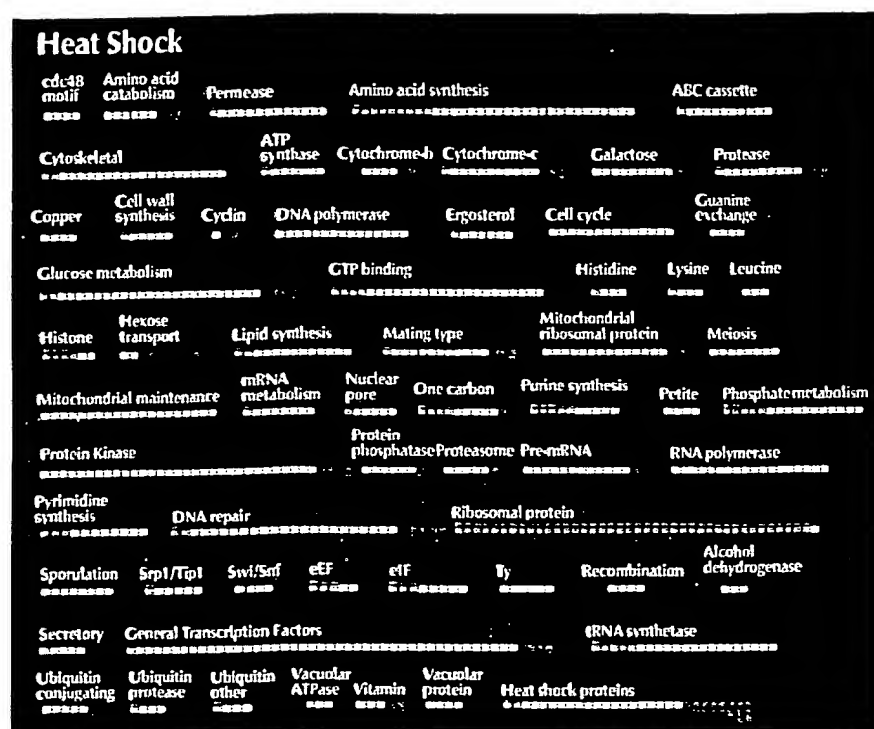 Heat Shock
cdc48 motif
Amino acid catabolism
Permease
Amino acid synthesis
ABC cassette
Cytoskeletal
ATP synthase
Cytochrome-b
Cytochrome-c
Galactose
Protease
Copper
Cell wall synthesis
Cyclin
DNA polymerase
Ergosterol
Cell cycle
Guanine exchange
Glucose metabolism
GTP binding
Histidine
Lysine
Leucine
Histone
Hexose transport
Lipid synthesis
Mating type
Mitochondrial ribosomal protein
Meiosis
Mitochondrial maintenance
mRNA metabolism
Nuclear pore
One carbon
Purine synthesis
Petite
Phosphate metabolism
Protein Kinase
Protein phosphatase
Proteasome
Pre-mRNA
RNA polymerase
Pyrimidine synthesis
DNA repair
Ribosomal protein
Sporulation
Srp1/Tip1
Swi/Snf
eEF
eIF
Ty
Recombination
Alcohol dehydrogenase
Secretory
General Transcription Factors
tRNA synthetase
Ubiquitin conjugating
Ubiquitin protease
Ubiquitin other
Vacuolar ATPase
Vitamin
Vacuolar protein
Heat shock proteins